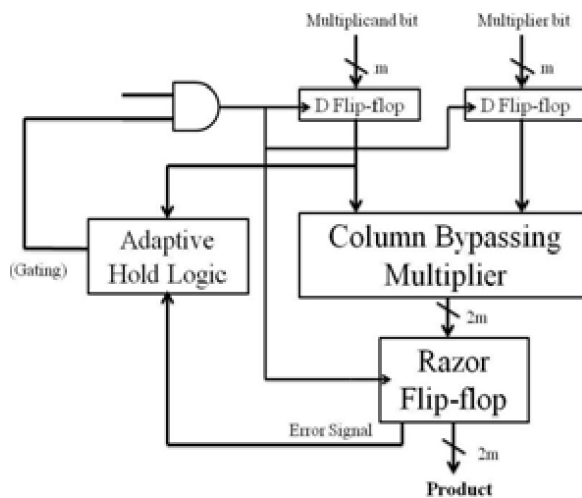 Multiplicand bit
Multiplier bit
m
m
D Flip-flop
D Flip-flop
Adaptive
Hold Logic
(Gating)
Column Bypassing
Multiplier
2m
Razor
Flip-flop
Error Signal
2m
Product